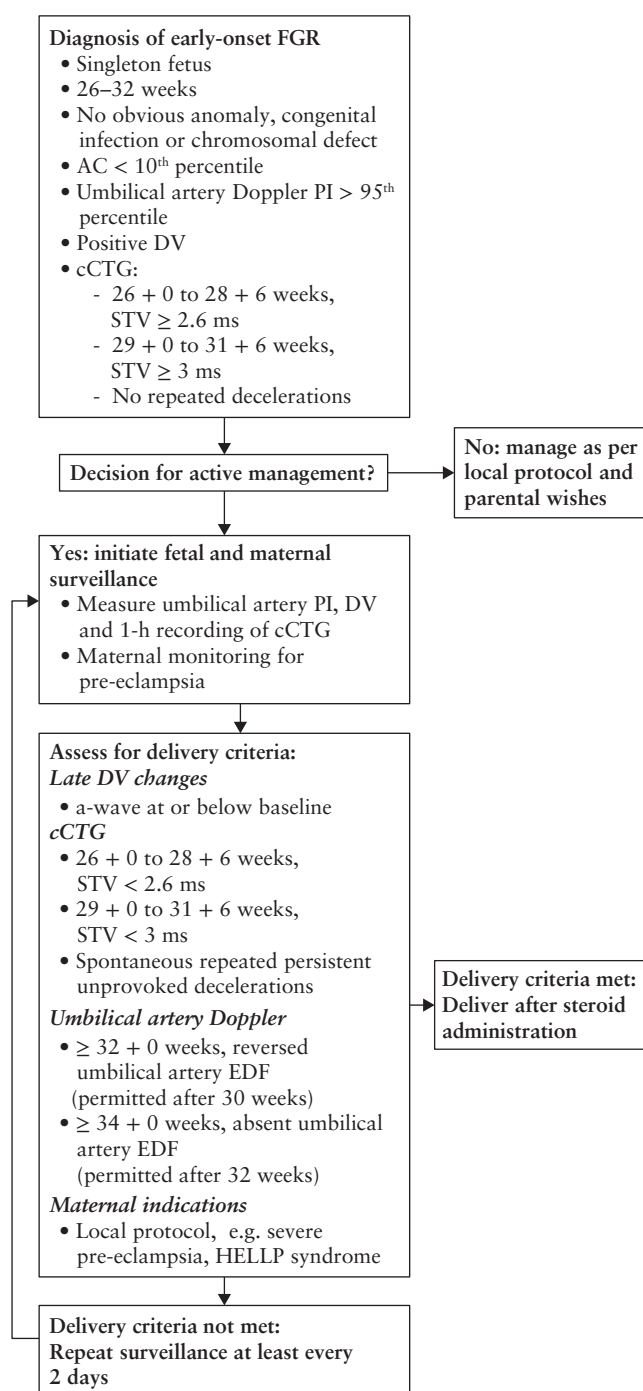 Diagnosis of early-onset FGR
• Singleton fetus
• 26–32 weeks
• No obvious anomaly, congenital
infection or chromosomal defect
• AC < 10th percentile
• Umbilical artery Doppler PI > 95th
percentile
• Positive DV
• cCTG:
- 26 + 0 to 28 + 6 weeks,
STV ≥ 2.6 ms
- 29 + 0 to 31 + 6 weeks,
STV ≥ 3 ms
- No repeated decelerations
Decision for active management?
No: manage as per
local protocol and
parental wishes
Yes: initiate fetal and maternal
surveillance
• Measure umbilical artery PI, DV
and 1-h recording of cCTG
• Maternal monitoring for
pre-eclampsia
Assess for delivery criteria:
Late DV changes
• a-wave at or below baseline
cCTG
• 26 + 0 to 28 + 6 weeks,
STV < 2.6 ms
• 29 + 0 to 31 + 6 weeks,
STV < 3 ms
• Spontaneous repeated persistent
unprovoked decelerations
Umbilical artery Doppler
• ≥ 32 + 0 weeks, reversed
umbilical artery EDF
(permitted after 30 weeks)
• ≥ 34 + 0 weeks, absent umbilical
artery EDF
(permitted after 32 weeks)
Maternal indications
• Local protocol, e.g. severe
pre-eclampsia, HELLP syndrome
Delivery criteria met:
Deliver after steroid
administration
Delivery criteria not met:
Repeat surveillance at least every
2 days